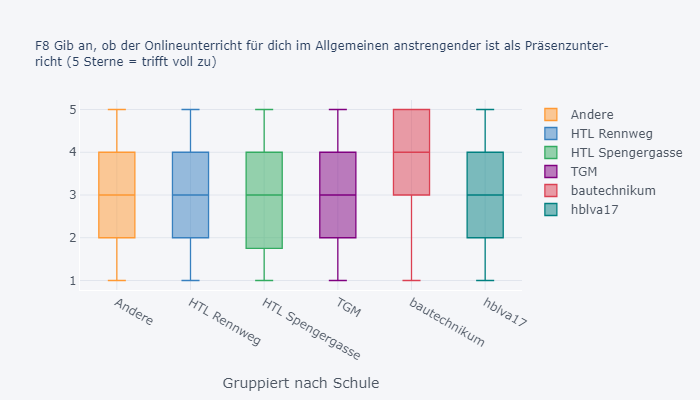 F8 Gib an, ob der Onlineunterricht für dich im Allgemeinen anstrengender ist als Präsenzunter-
richt (5 Sterne = trifft voll zu)
5
4
3
2
1
Andere
HTL Rennweg
HTL Spengergasse
TGM
bautechnikum
hblva17
Gruppiert nach Schule
Andere
HTL Rennweg
HTL Spengergasse
TGM
bautechnikum
hblva17